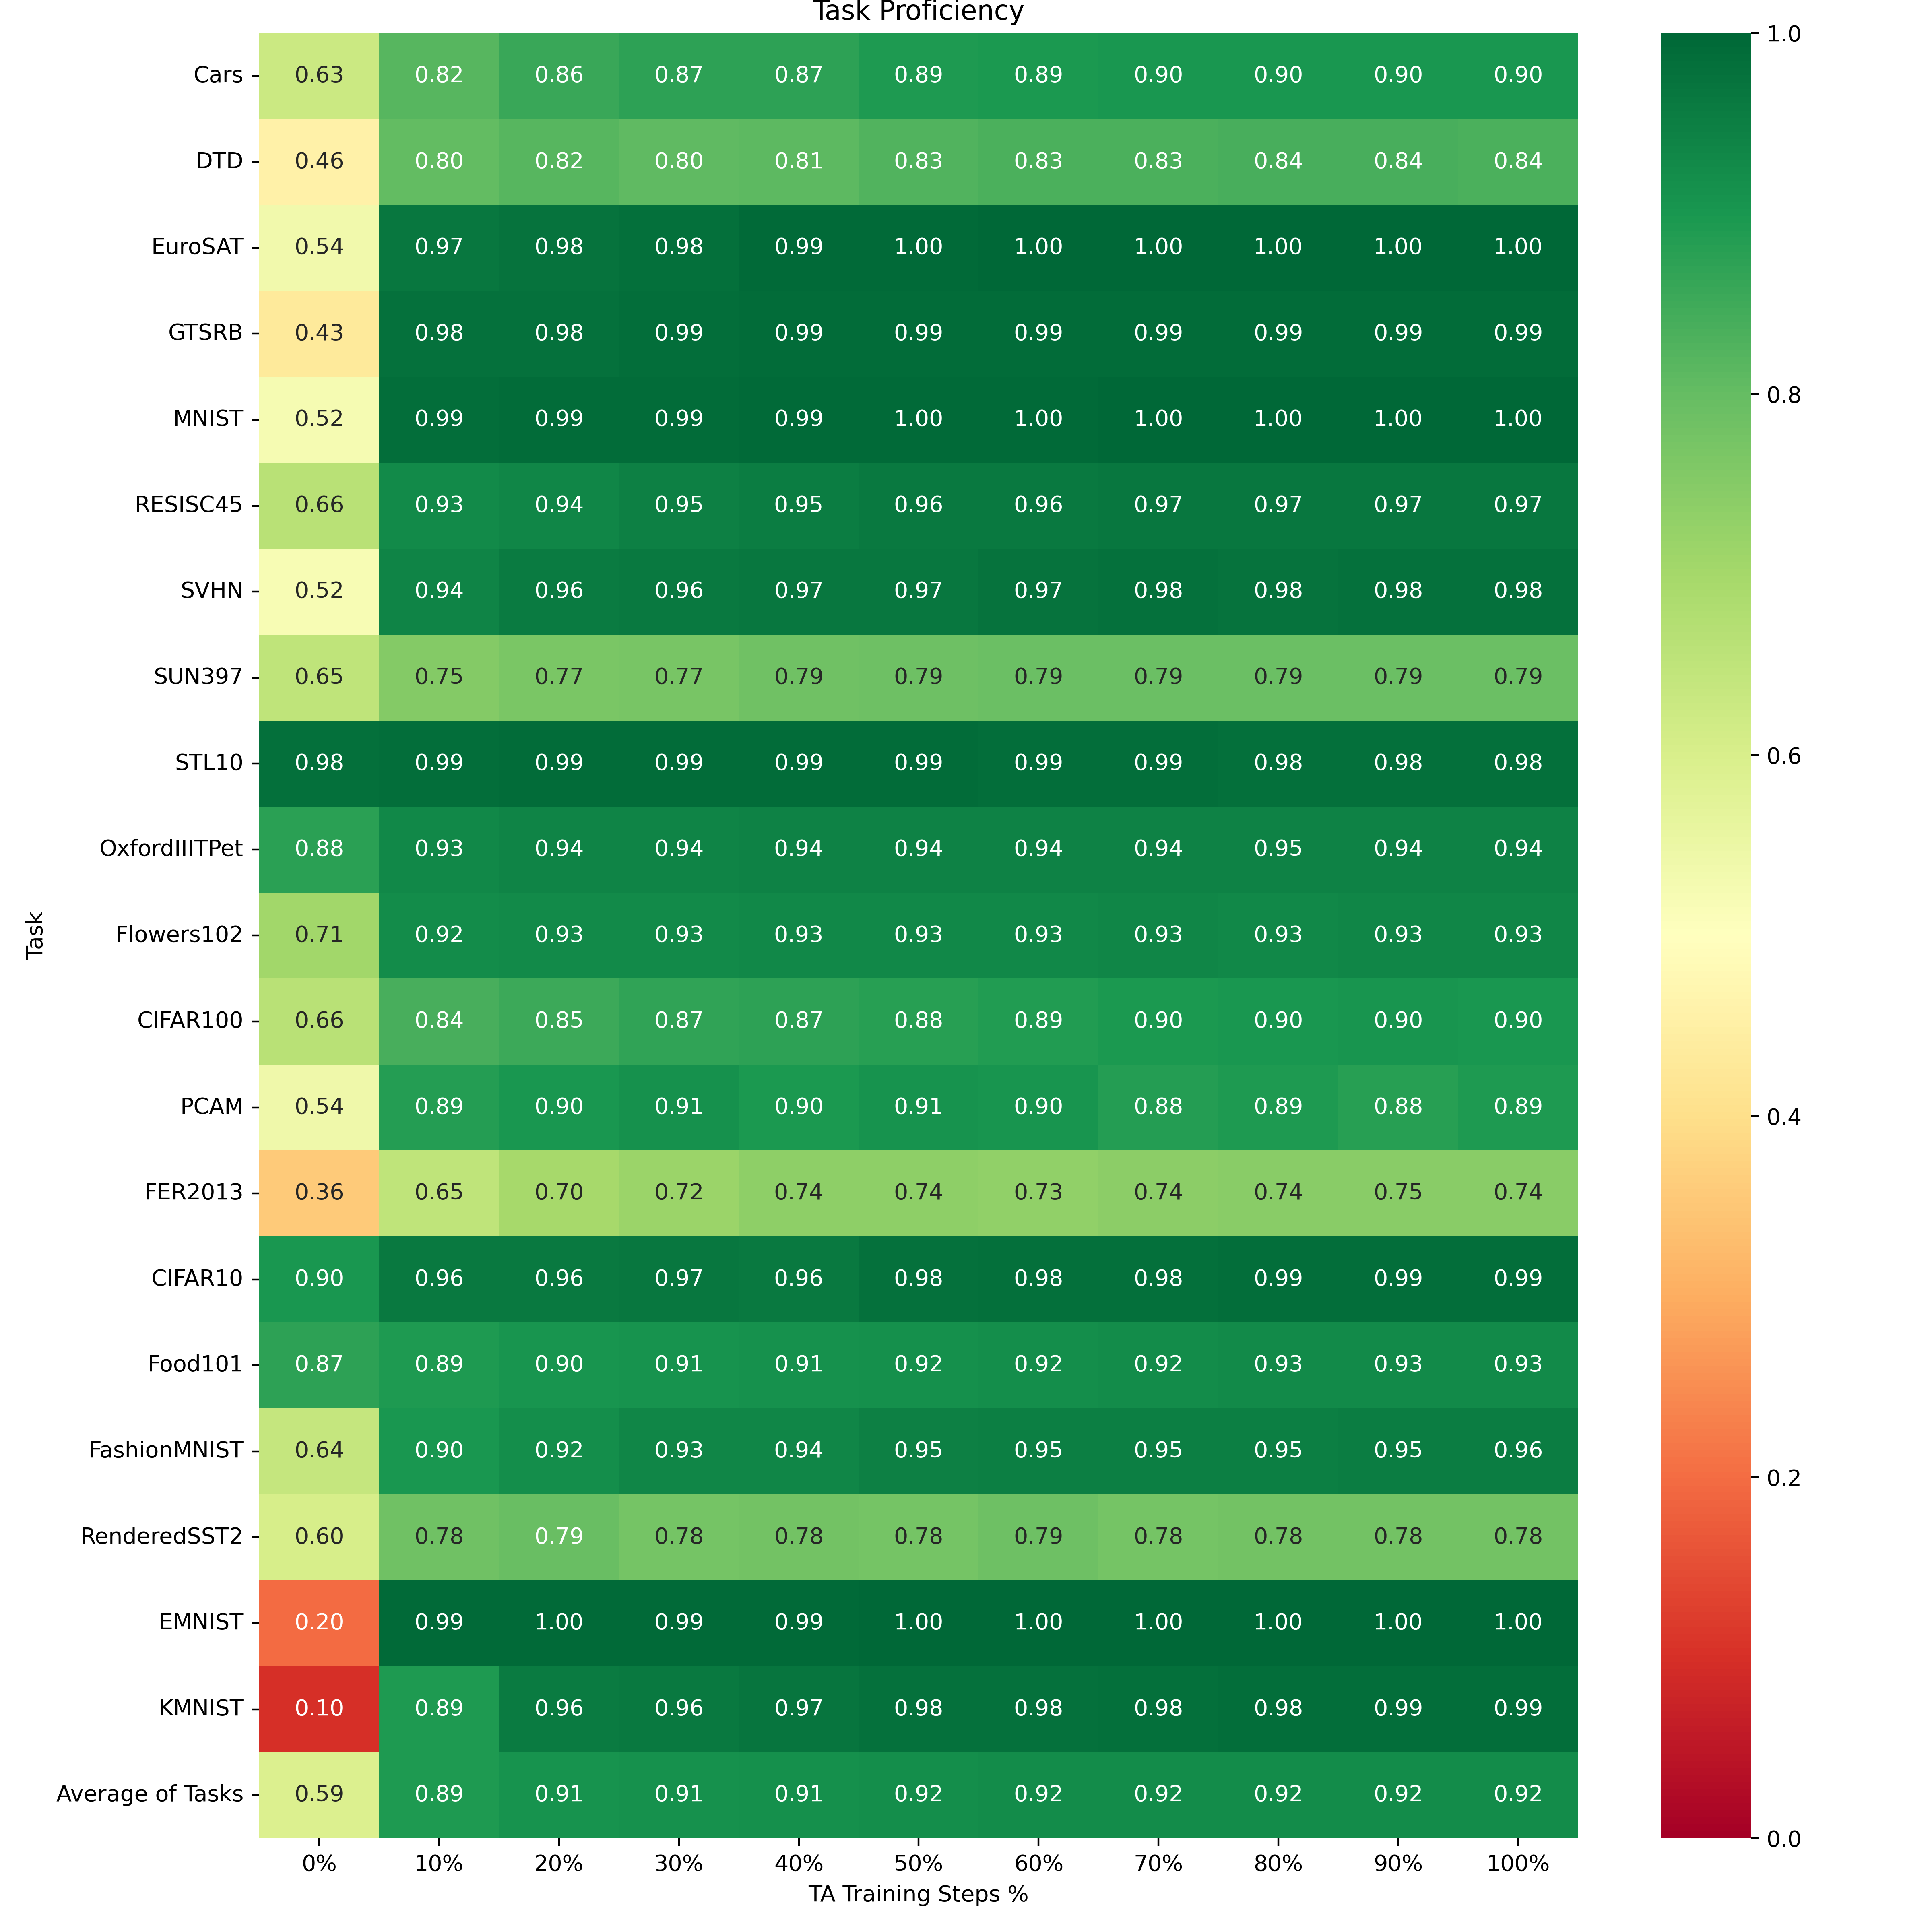 Task Proficiency
Cars 0.63 0.82 0.86 0.87 0.87 0.89 0.89 0.90 0.90 0.90 0.90
DTD 0.46 0.80 0.82 0.80 0.81 0.83 0.83 0.83 0.84 0.84 0.84
EuroSAT 0.54 0.97 0.98 0.98 0.99 1.00 1.00 1.00 1.00 1.00 1.00
GTSRB 0.43 0.98 0.98 0.99 0.99 0.99 0.99 0.99 0.99 0.99 0.99
MNIST 0.52 0.99 0.99 0.99 0.99 1.00 1.00 1.00 1.00 1.00 1.00
RESISC45 0.66 0.93 0.94 0.95 0.95 0.96 0.96 0.97 0.97 0.97 0.97
SVHN 0.52 0.94 0.96 0.96 0.97 0.97 0.97 0.98 0.98 0.98 0.98
SUN397 0.65 0.75 0.77 0.77 0.79 0.79 0.79 0.79 0.79 0.79 0.79
STL10 0.98 0.99 0.99 0.99 0.99 0.99 0.99 0.99 0.98 0.98 0.98
OxfordIIITPet 0.88 0.93 0.94 0.94 0.94 0.94 0.94 0.94 0.95 0.94 0.94
Flowers102 0.71 0.92 0.93 0.93 0.93 0.93 0.93 0.93 0.93 0.93 0.93
CIFAR100 0.66 0.84 0.85 0.87 0.87 0.88 0.89 0.90 0.90 0.90 0.90
PCAM 0.54 0.89 0.90 0.91 0.90 0.91 0.90 0.88 0.89 0.88 0.89
FER2013 0.36 0.65 0.70 0.72 0.74 0.74 0.73 0.74 0.74 0.75 0.74
CIFAR10 0.90 0.96 0.96 0.97 0.96 0.98 0.98 0.98 0.99 0.99 0.99
Food101 0.87 0.89 0.90 0.91 0.91 0.92 0.92 0.92 0.93 0.93 0.93
FashionMNIST 0.64 0.90 0.92 0.93 0.94 0.95 0.95 0.95 0.95 0.95 0.96
RenderedSST2 0.60 0.78 0.79 0.78 0.78 0.78 0.79 0.78 0.78 0.78 0.78
EMNIST 0.20 0.99 1.00 0.99 0.99 1.00 1.00 1.00 1.00 1.00 1.00
KMNIST 0.10 0.89 0.96 0.96 0.97 0.98 0.98 0.98 0.98 0.99 0.99
Average of Tasks 0.59 0.89 0.91 0.91 0.91 0.92 0.92 0.92 0.92 0.92 0.92
0% 10% 20% 30% 40% 50% 60% 70% 80% 90% 100%
TA Training Steps %
Task
1.0
0.8
0.6
0.4
0.2
0.0